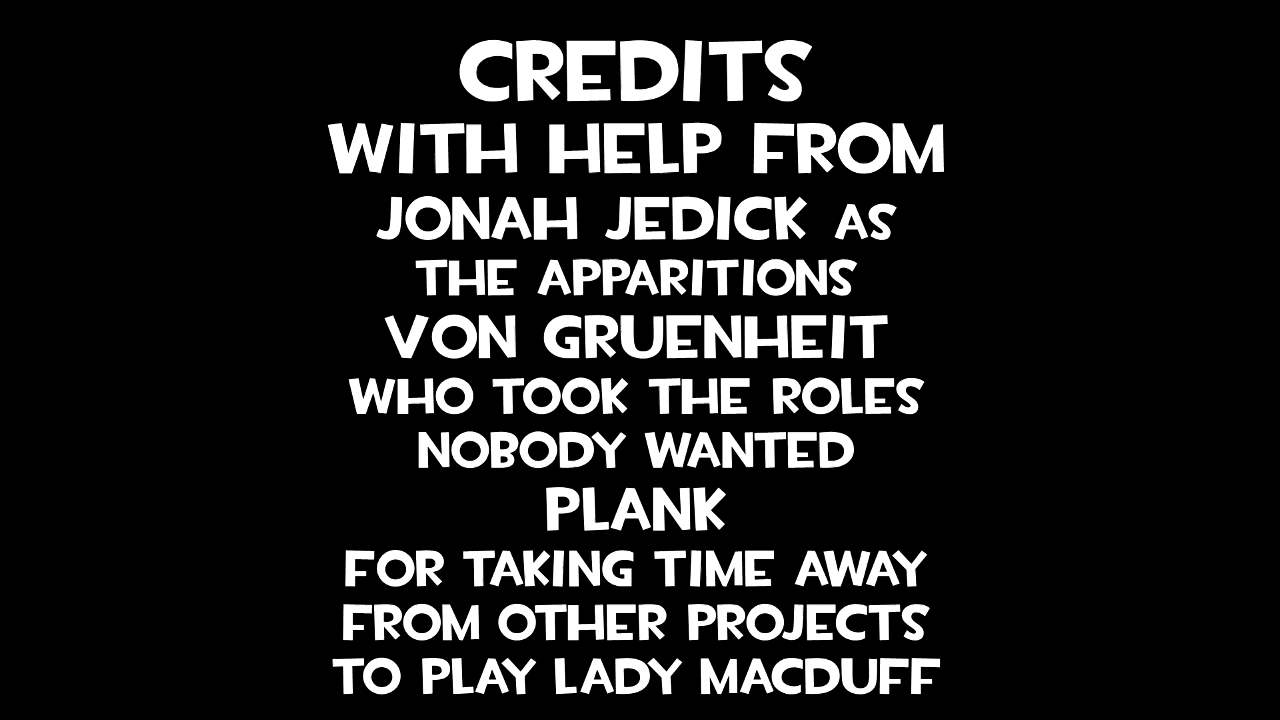 CREDITS
WITH HELP FROM
JONAH JEDICK AS
THE APPARITIONS
VON GRUENHEIT
WHO TOOK THE ROLES
NOBODY WANTED
PLANK
FOR TAKING TIME AWAY
FROM OTHER PROJECTS
TO PLAY LADY MACDUFF